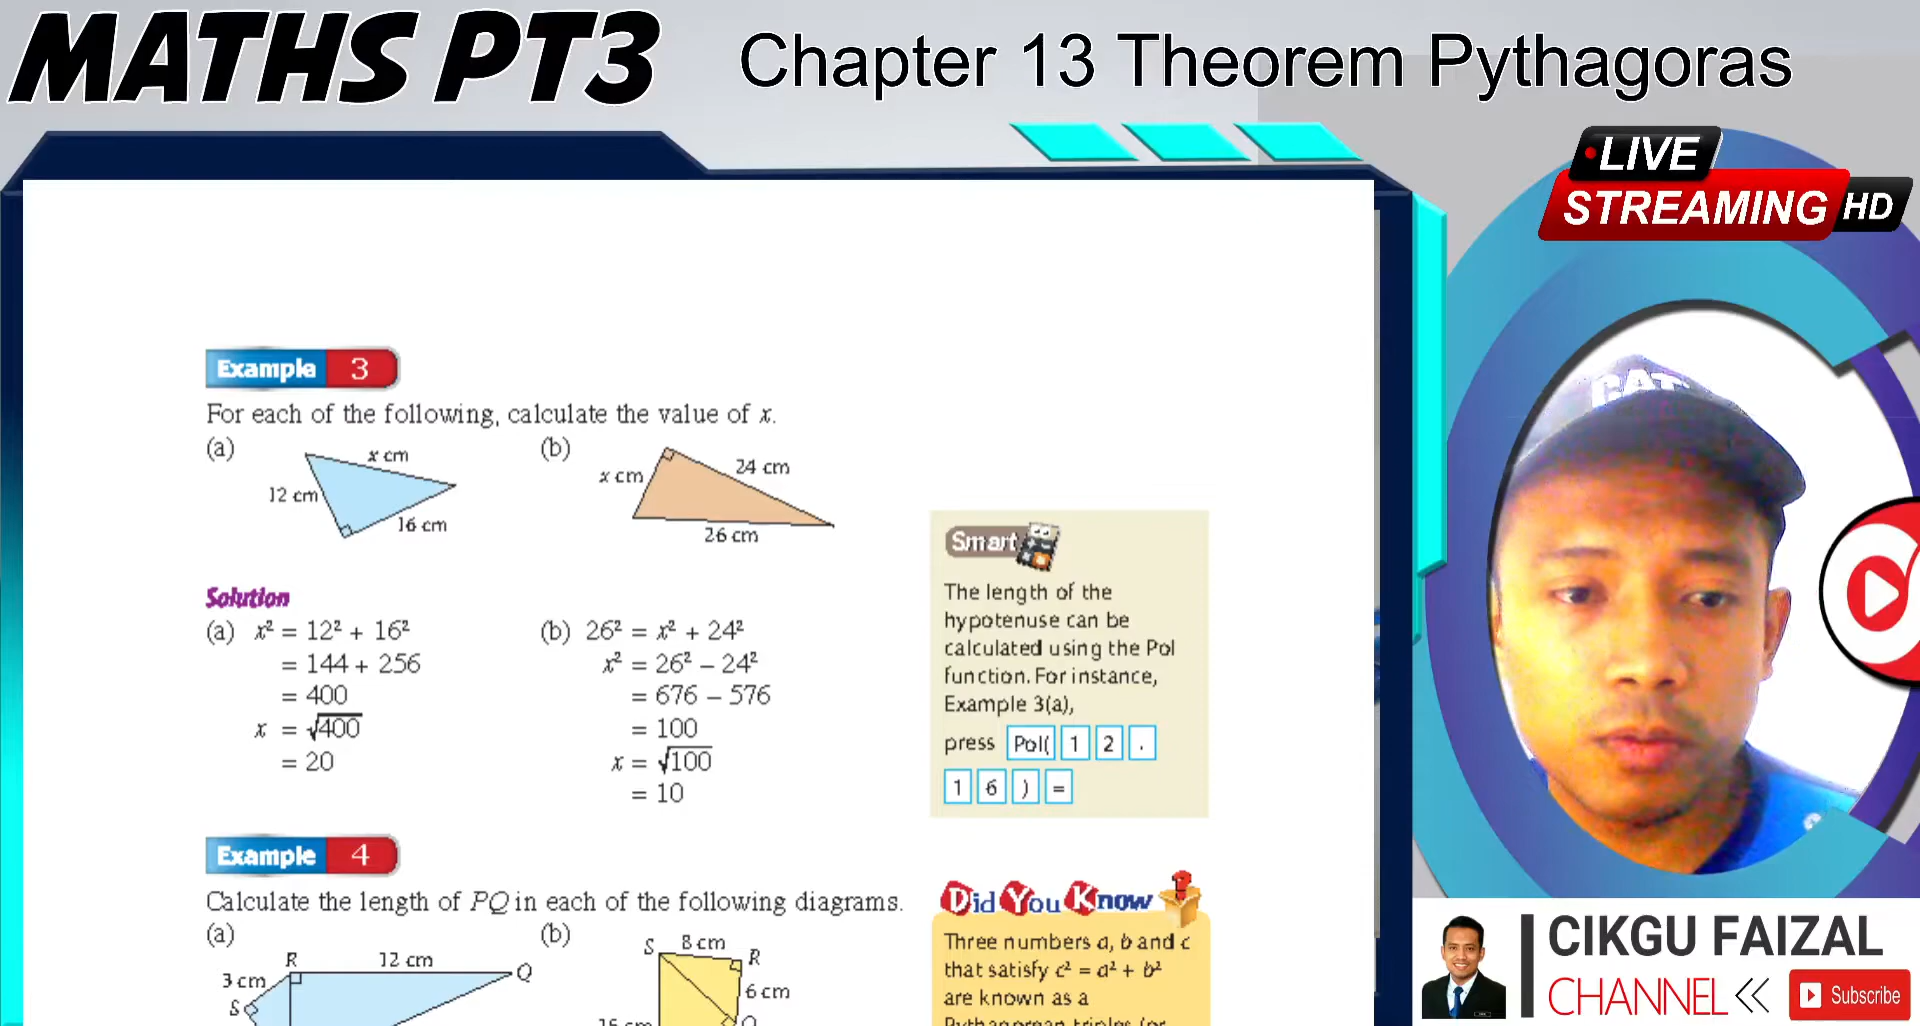 MATHS PT3
Chapter 13 Theorem Pythagoras
LIVE
STREAMING HD
Example 3
For each of the following, calculate the value of x.
(a)
x cm
12 cm
16 cm
(b)
x cm
24 cm
26 cm
Solution
(a) x² = 12² + 16²
= 144 + 256
= 400
x = √400
= 20
(b) 26² = x² + 24²
x² = 26² − 24²
= 676 − 576
= 100
x = √100
= 10
Smart
The length of the
hypotenuse can be
calculated using the Pol
function. For instance,
Example 3(a),
press Pol( 1 2 .
1 6 ) =
Example 4
Calculate the length of PQ in each of the following diagrams.
(a)
R
12 cm
Q
3 cm
S
(b)
S
8 cm
R
6 cm
Q
Did You Know
Three numbers a, b and c
that satisfy c² = a² + b²
are known as a
CAT
CIKGU FAIZAL
CHANNEL <<
Subscribe